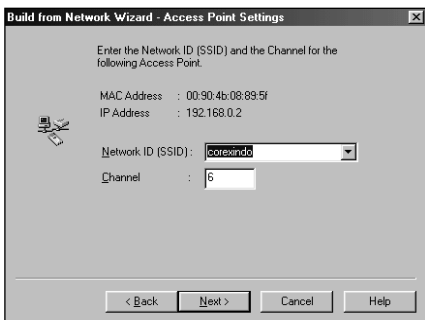 Build from Network Wizard - Access Point Settings
Enter the Network ID (SSID) and the Channel for the
following Access Point.
MAC Address : 00:90:4b:08:89:5f
IP Address : 192.168.0.2
Network ID (SSID) : corexindo
Channel : 6
< Back Next > Cancel Help